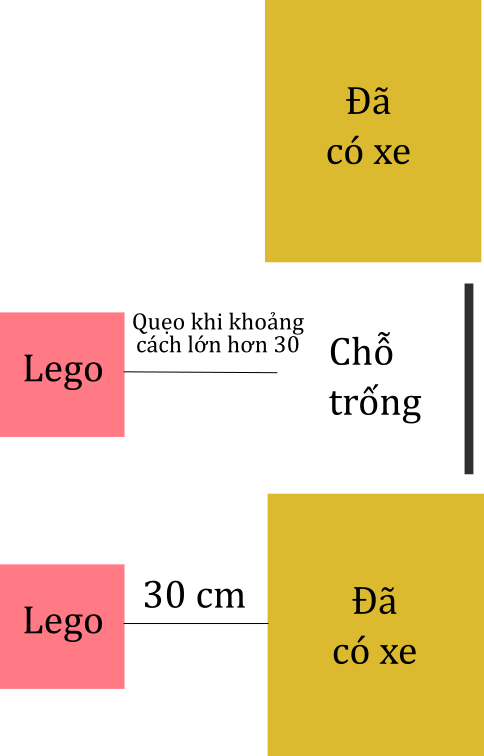 Đã
có xe
Quẹo khi khoảng
cách lớn hơn 30
Lego
Chỗ
trống
30 cm
Lego
Đã
có xe